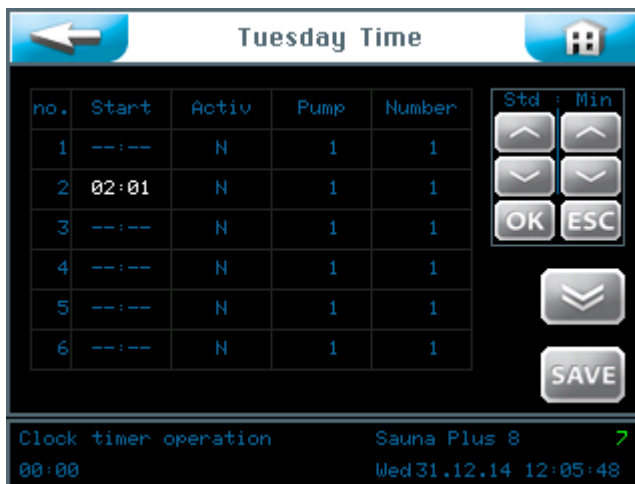 Tuesday Time
no. Start Activ Pump Number
Std : Min
1 --:-- N 1 1
2 02:01 N 1 1
3 --:-- N 1 1
OK ESC
4 --:-- N 1 1
5 --:-- N 1 1
6 --:-- N 1 1
SAVE
Clock timer operation Sauna Plus 8 7
00:00 Wed 31.12.14 12:05:48